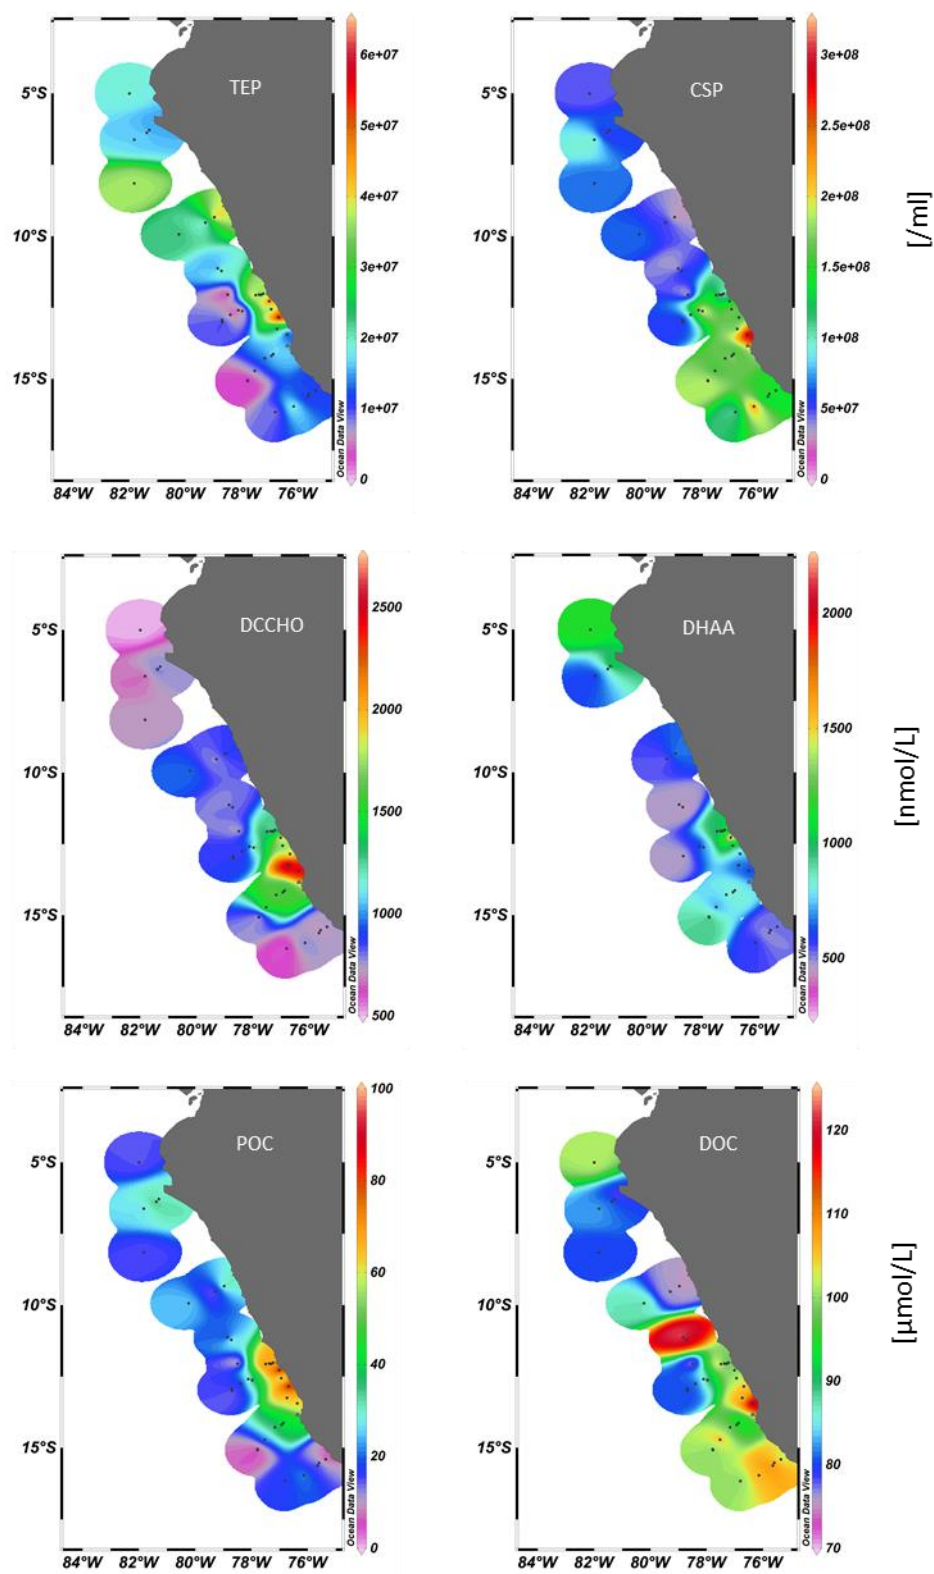 TEP
6e+07
5e+07
4e+07
3e+07
2e+07
1e+07
0
5°S
10°S
15°S
84°W 82°W 80°W 78°W 76°W
Ocean Data View
CSP
3e+08
2.5e+08
2e+08
1.5e+08
1e+08
5e+07
0
5°S
10°S
15°S
84°W 82°W 80°W 78°W 76°W
Ocean Data View
[/ml]
DCCHO
2500
2000
1500
1000
500
5°S
10°S
15°S
84°W 82°W 80°W 78°W 76°W
Ocean Data View
DHAA
2000
1500
1000
500
5°S
10°S
15°S
84°W 82°W 80°W 78°W 76°W
Ocean Data View
[nmol/L]
POC
100
80
60
40
20
0
5°S
10°S
15°S
84°W 82°W 80°W 78°W 76°W
Ocean Data View
DOC
120
110
100
90
80
70
5°S
10°S
15°S
84°W 82°W 80°W 78°W 76°W
Ocean Data View
[µmol/L]